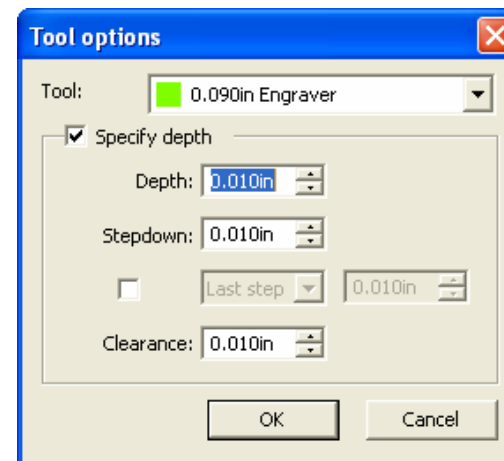 Tool options
Tool: 0.090in Engraver
Specify depth
Depth: 0.010in
Stepdown: 0.010in
Last step 0.010in
Clearance: 0.010in
OK Cancel